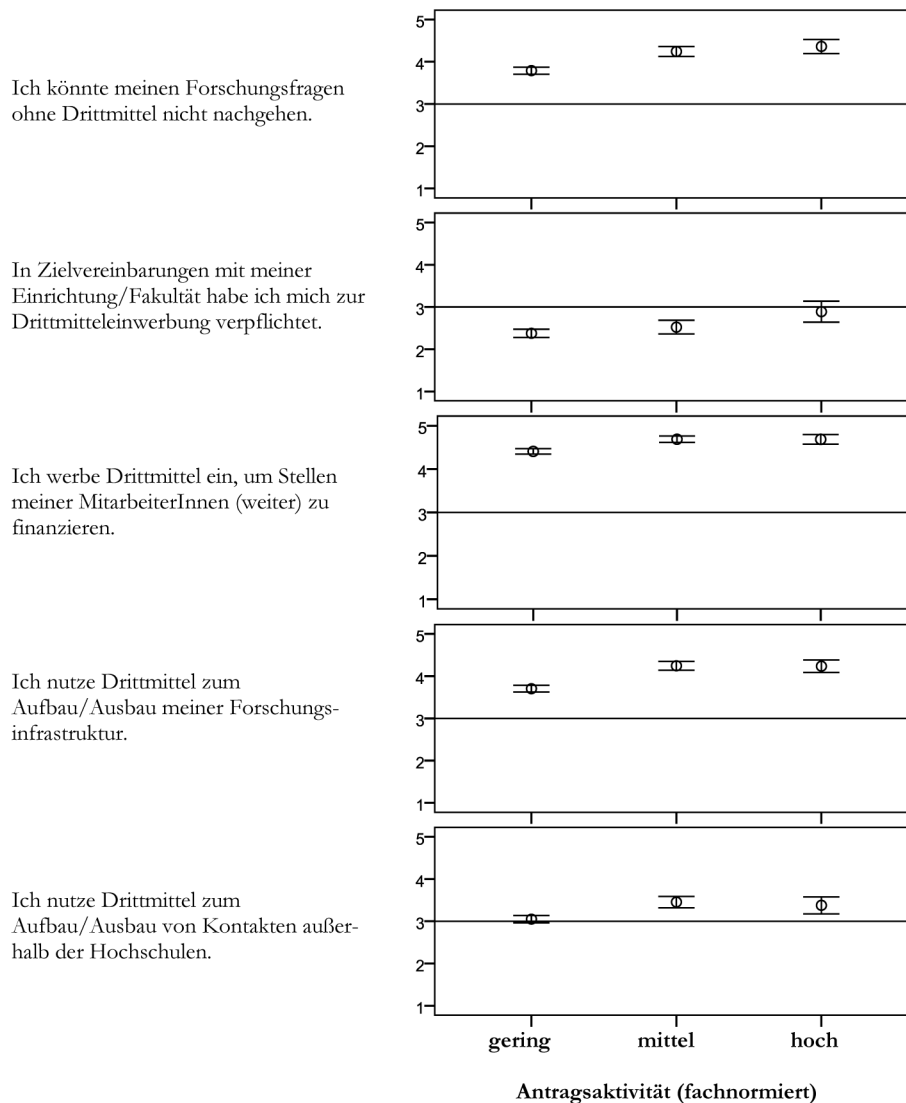 5
4
3
2
1
Ich könnte meinen Forschungsfragen
ohne Drittmittel nicht nachgehen.
5
4
3
2
1
In Zielvereinbarungen mit meiner
Einrichtung/Fakultät habe ich mich zur
Drittmitteleinwerbung verpflichtet.
5
4
3
2
1
Ich werbe Drittmittel ein, um Stellen
meiner MitarbeiterInnen (weiter) zu
finanzieren.
5
4
3
2
1
Ich nutze Drittmittel zum
Aufbau/Ausbau meiner Forschungs-
infrastruktur.
5
4
3
2
1
Ich nutze Drittmittel zum
Aufbau/Ausbau von Kontakten außer-
halb der Hochschulen.
gering mittel hoch
Antragsaktivität (fachnormiert)